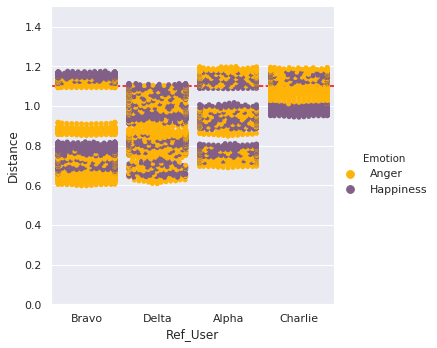 1.4
1.2
1.0
0.8
0.6
0.4
0.2
0.0
Distance
Bravo Delta Alpha Charlie
Ref_User
Emotion
Anger
Happiness